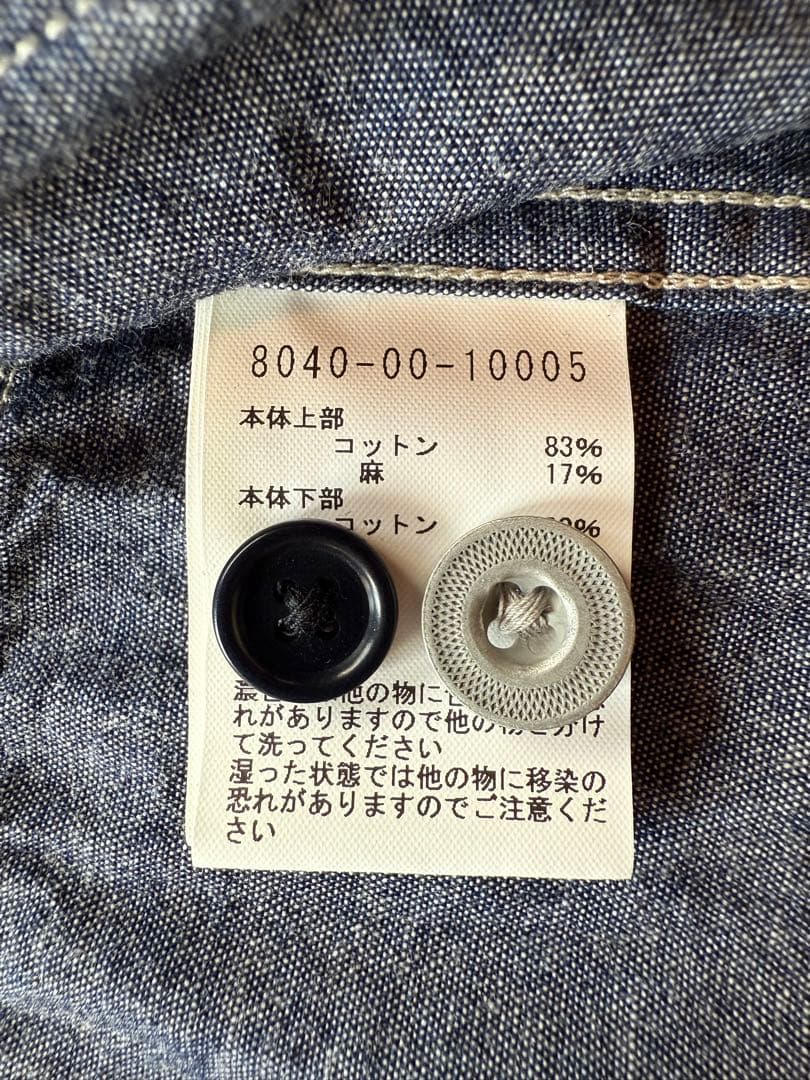 8040-00-10005
本体上部
コットン 83%
麻 17%
本体下部
コットン %
他の物に
れがありますので他の 分け
て洗ってください
湿った状態では他の物に移染の
恐れがありますのでご注意くだ
さい